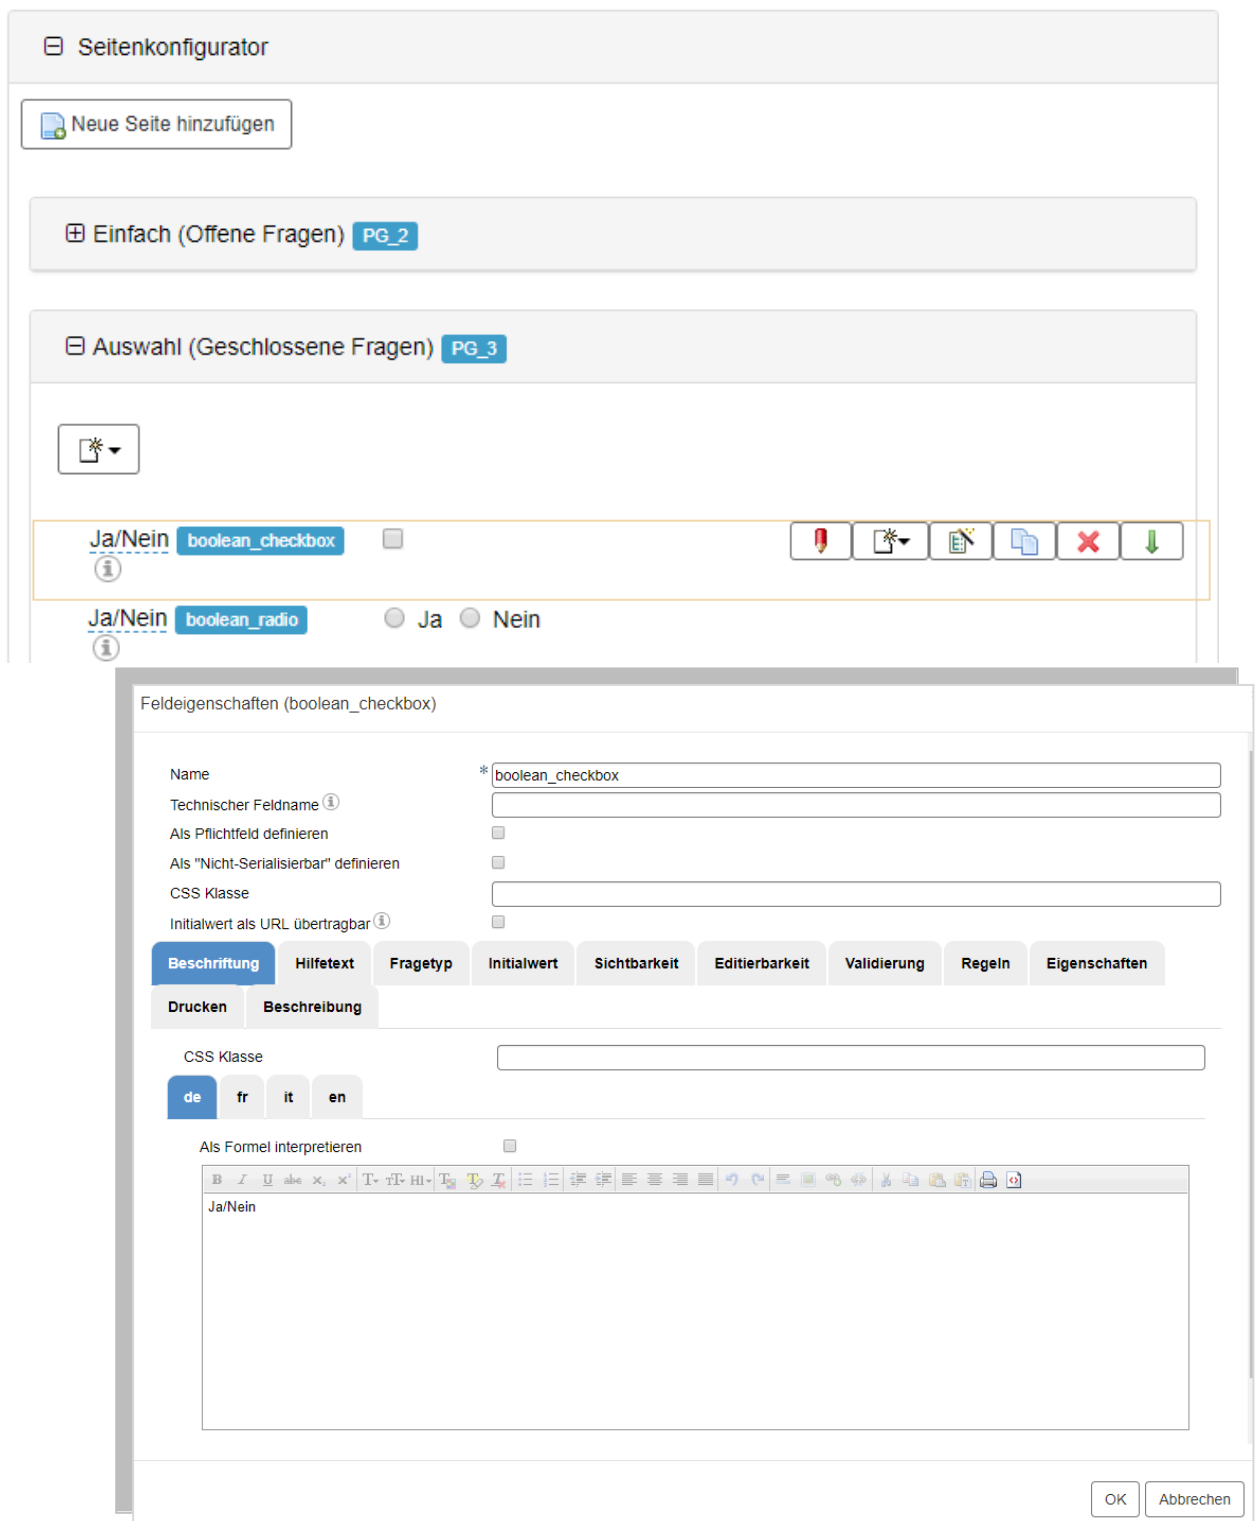 Seitenkonfigurator
Neue Seite hinzufügen
Einfach (Offene Fragen) PG_2
Auswahl (Geschlossene Fragen) PG_3
Ja/Nein boolean_checkbox
Ja/Nein boolean_radio Ja Nein
Feldeigenschaften (boolean_checkbox)
Name * boolean_checkbox
Technischer Feldname
Als Pflichtfeld definieren
Als "Nicht-Serialisierbar" definieren
CSS Klasse
Initialwert als URL übertragbar
Beschriftung Hilfetext Fragetyp Initialwert Sichtbarkeit Editierbarkeit Validierung Regeln Eigenschaften
Drucken Beschreibung
CSS Klasse
de fr it en
Als Formel interpretieren
B I U abc x, x' T rT H1 T T T
Ja/Nein
OK Abbrechen